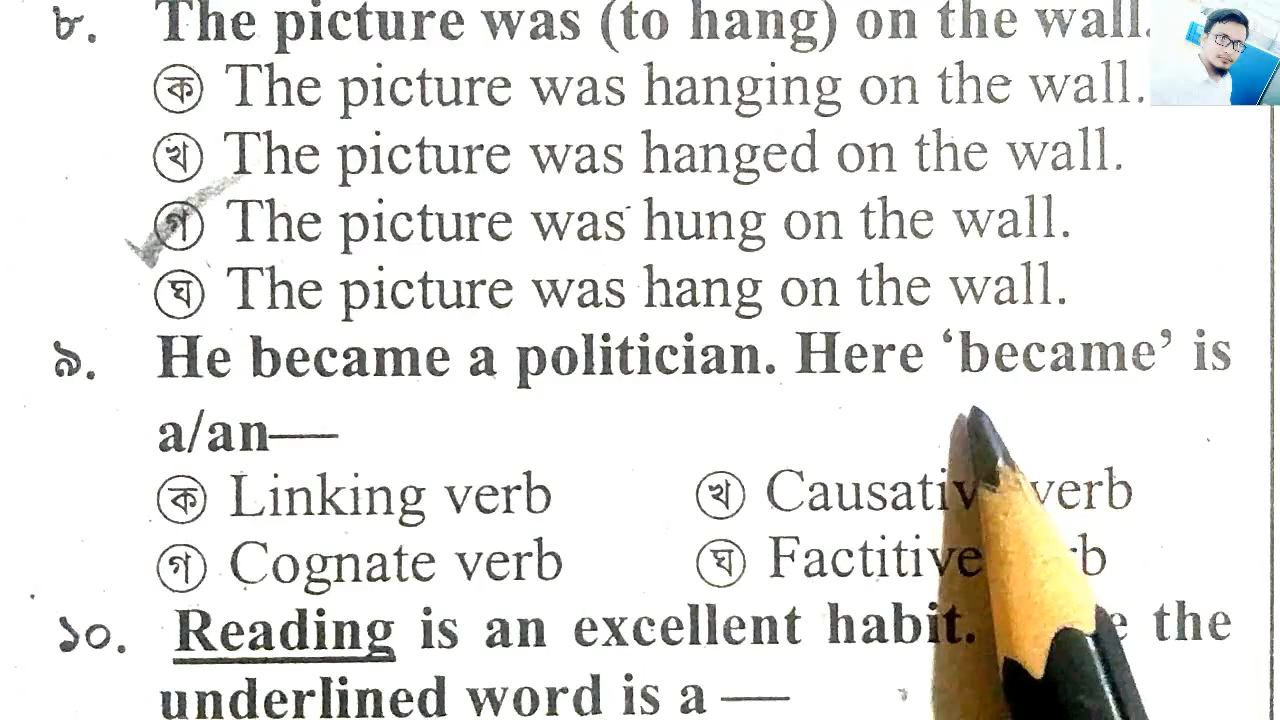 ৮. The picture was (to hang) on the wall.
ক The picture was hanging on the wall.
খ The picture was hanged on the wall.
গ The picture was hung on the wall.
ঘ The picture was hang on the wall.
৯. He became a politician. Here ‘became’ is
a/an—
ক Linking verb খ Causativ verb
গ Cognate verb ঘ Factitive
১০. Reading is an excellent habit. the
underlined word is a —